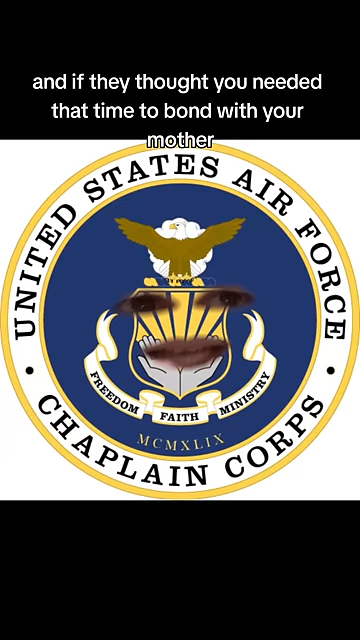 and if they thought you needed
that time to bond with your
mother
UNITED STATES AIR FORCE
FREEDOM
FAITH
MINISTRY
MCMXLIX
CHAPLAIN CORPS